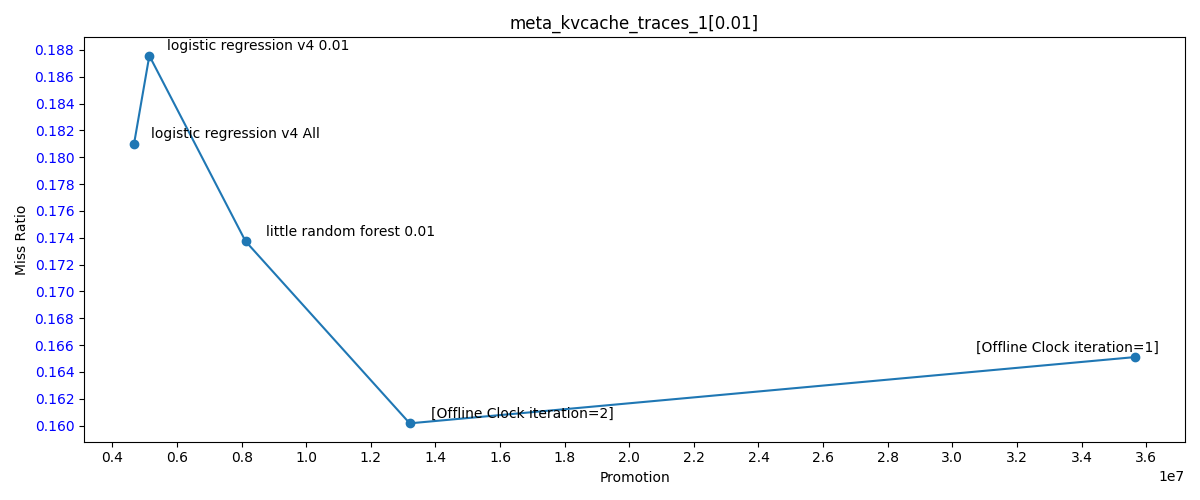 meta_kvcache_traces_1[0.01]
Miss Ratio
0.188
0.186
0.184
0.182
0.180
0.178
0.176
0.174
0.172
0.170
0.168
0.166
0.164
0.162
0.160
logistic regression v4 0.01
logistic regression v4 All
little random forest 0.01
[Offline Clock iteration=1]
[Offline Clock iteration=2]
0.4 0.6 0.8 1.0 1.2 1.4 1.6 1.8 2.0 2.2 2.4 2.6 2.8 3.0 3.2 3.4 3.6
1e7
Promotion